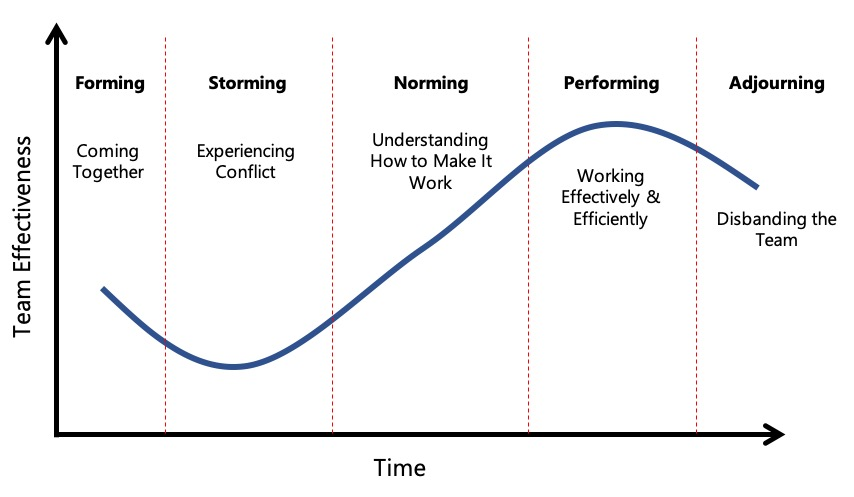 Forming
Storming
Norming
Performing
Adjourning
Coming
Together
Experiencing
Conflict
Understanding
How to Make It
Work
Working
Effectively &
Efficiently
Disbanding the
Team
Team Effectiveness
Time